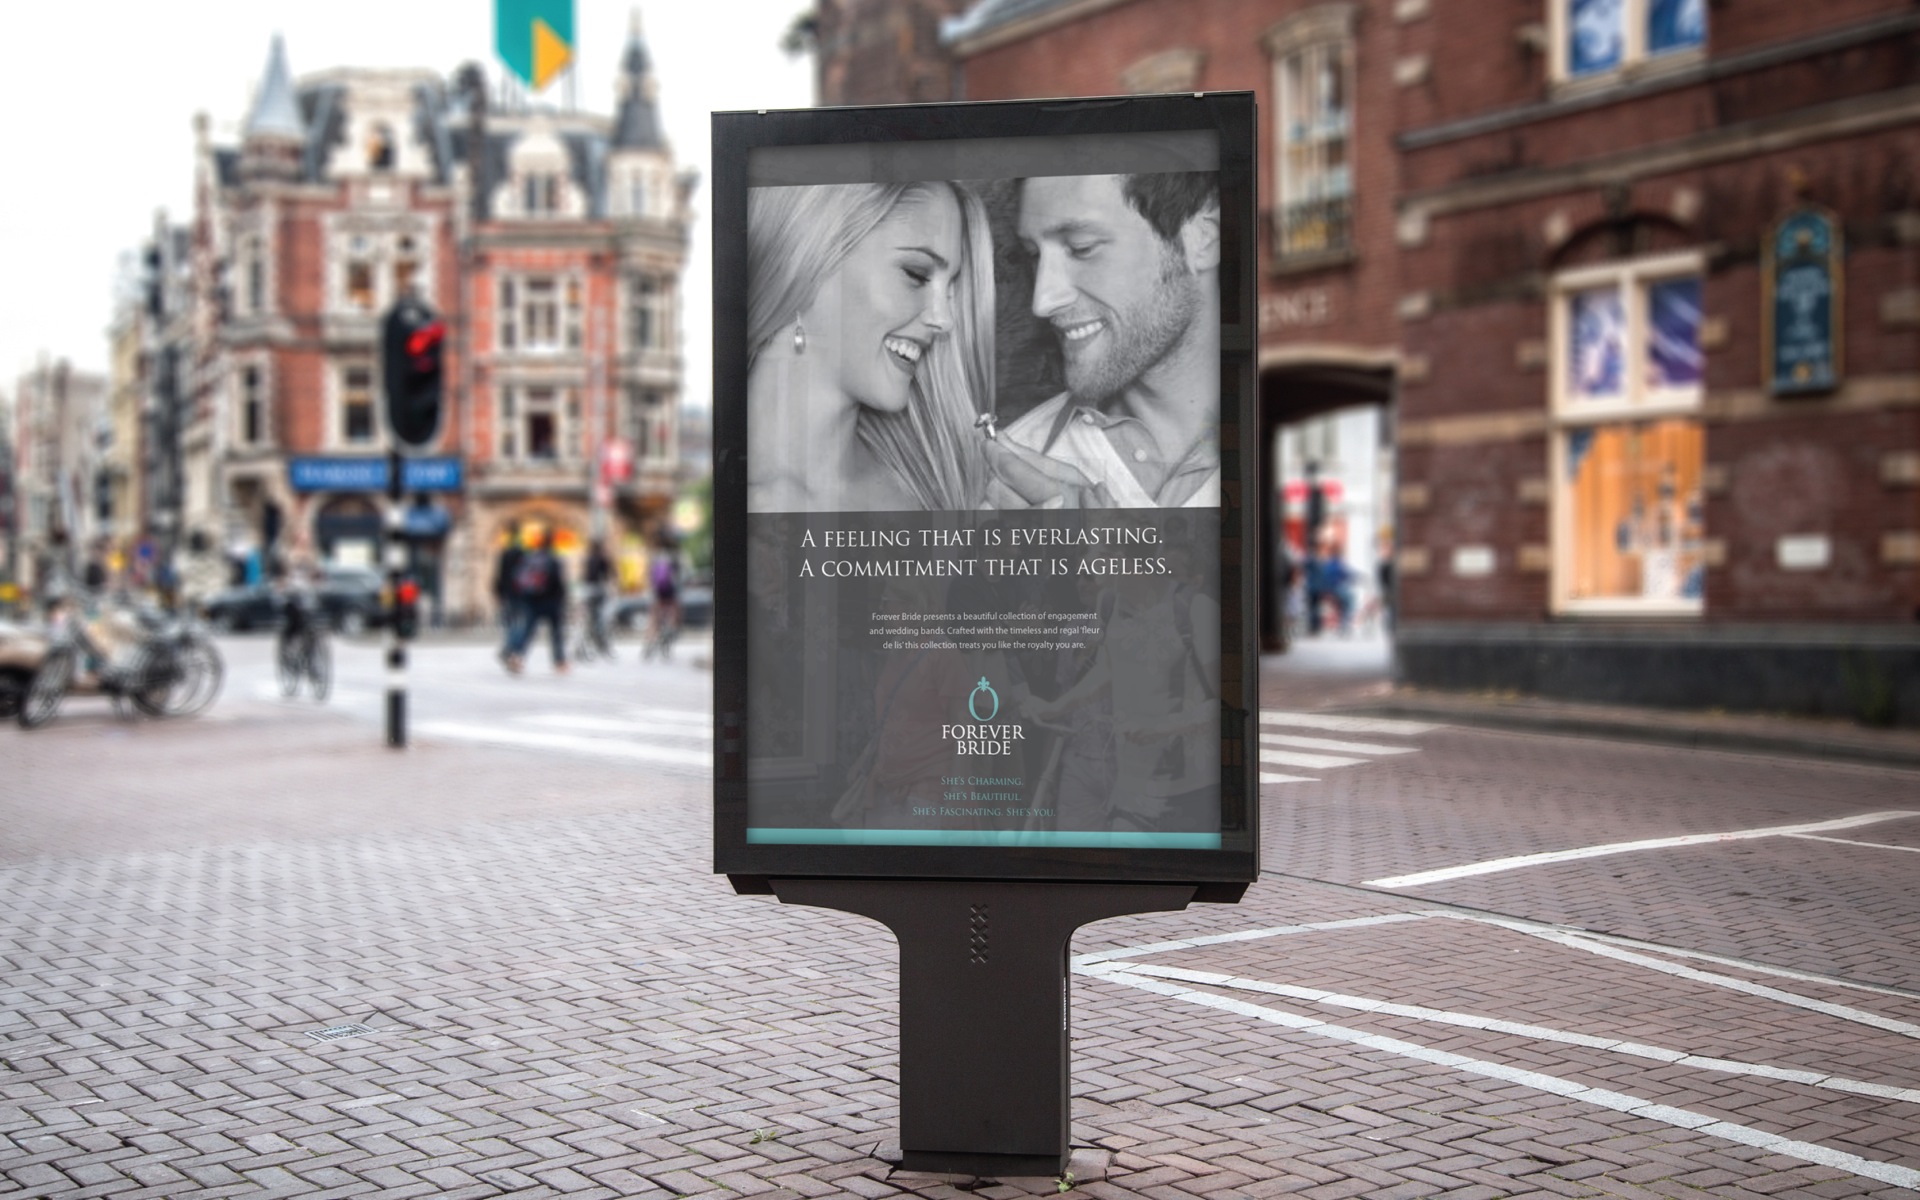 A FEELING THAT IS EVERLASTING.
A COMMITMENT THAT IS AGELESS.
Forever Bride presents a beautiful collection of engagement
and wedding bands. Crafted with the timeless and regal 'fleur
de lis' this collection treats you like the royalty you are.
FOREVER
BRIDE
SHE'S CHARMING.
SHE'S BEAUTIFUL.
SHE'S FASCINATING. SHE'S YOU.